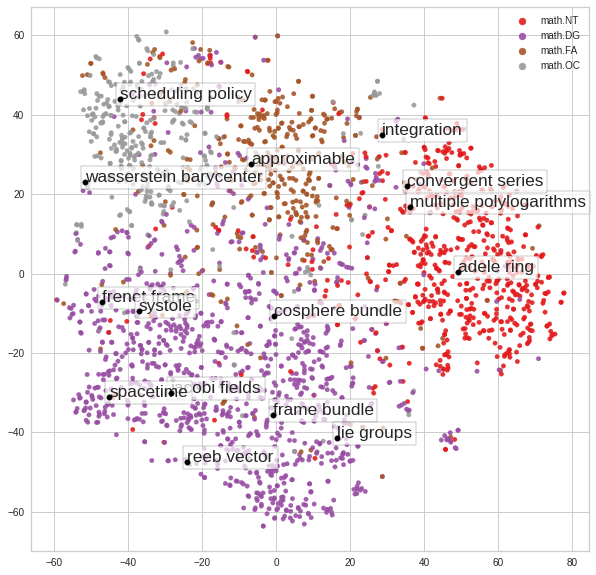 math.NT
math.DG
math.FA
math.OC
60
40
20
0
−20
−40
−60
scheduling policy
integration
approximable
wasserstein barycenter
convergent series
multiple polylogarithms
adele ring
frenet frame
systole
cosphere bundle
spacetime
obi fields
frame bundle
lie groups
reeb vector
−60
−40
−20
0
20
40
60
80